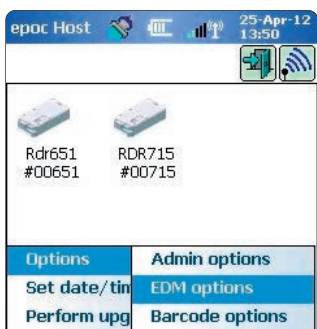 epoc Host 25-Apr-12
13:50
Rdr651 RDR715
#00651 #00715
Options Admin options
Set date/tim EDM options
Perform upg Barcode options